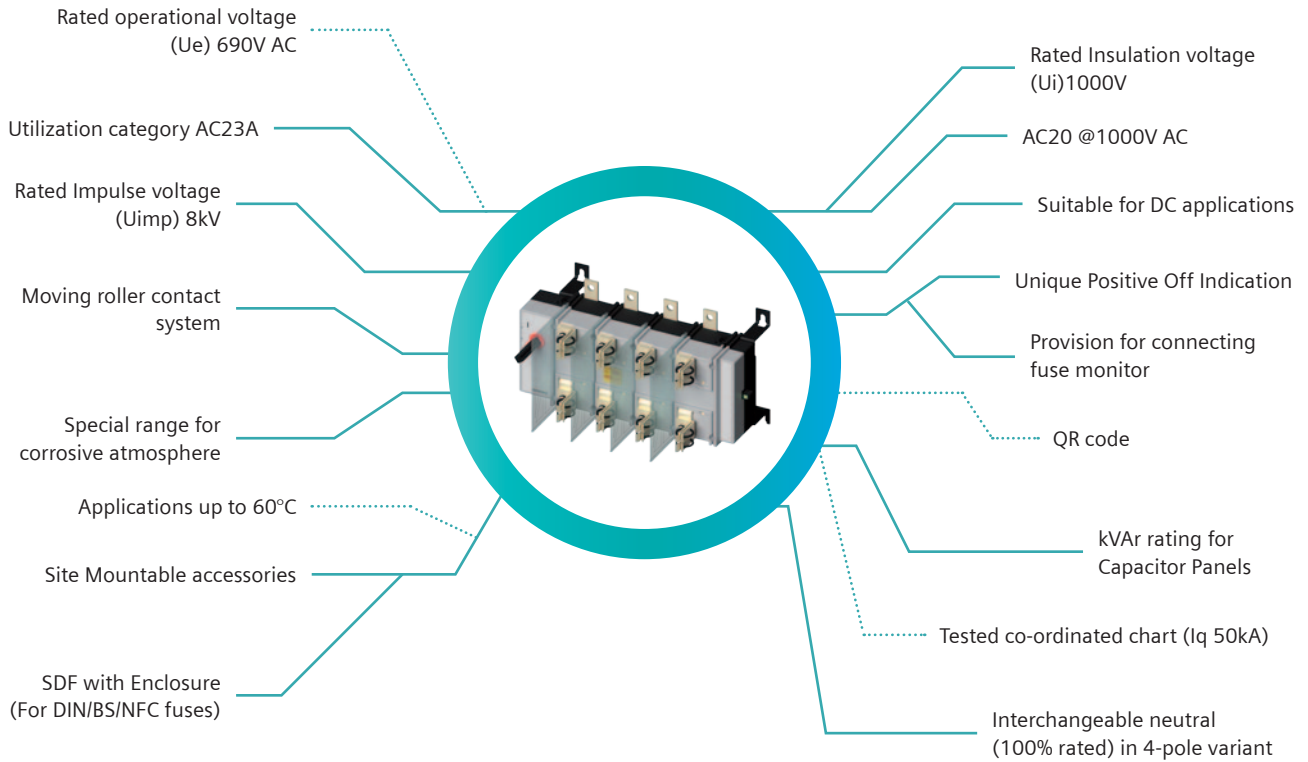 Rated operational voltage
(Ue) 690V AC
Utilization category AC23A
Rated Impulse voltage
(Uimp) 8kV
Moving roller contact
system
Special range for
corrosive atmosphere
Applications up to 60°C
Site Mountable accessories
SDF with Enclosure
(For DIN/BS/NFC fuses)
Rated Insulation voltage
(Ui)1000V
AC20 @1000V AC
Suitable for DC applications
Unique Positive Off Indication
Provision for connecting
fuse monitor
QR code
kVAr rating for
Capacitor Panels
Tested co-ordinated chart (Iq 50kA)
Interchangeable neutral
(100% rated) in 4-pole variant